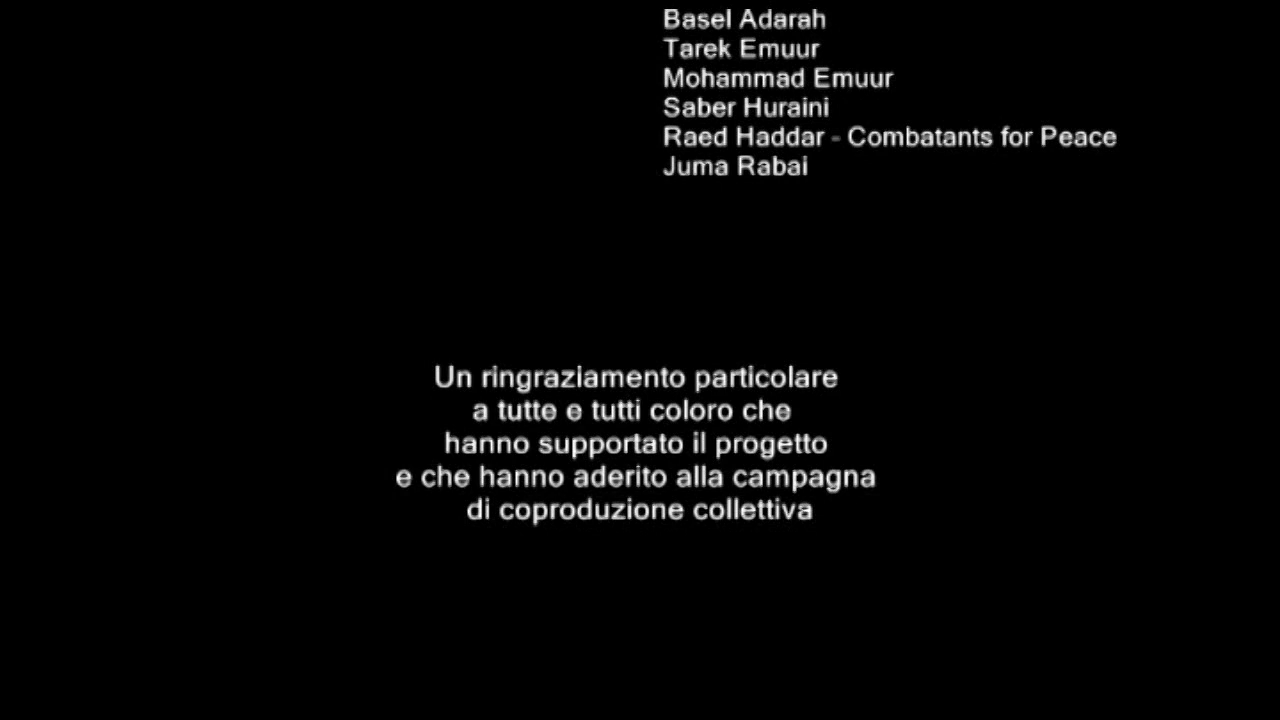 Basel Adarah
Tarek Emuur
Mohammad Emuur
Saber Huraini
Raed Haddar - Combatants for Peace
Juma Rabai
Un ringraziamento particolare
a tutte e tutti coloro che
hanno supportato il progetto
e che hanno aderito alla campagna
di coproduzione collettiva